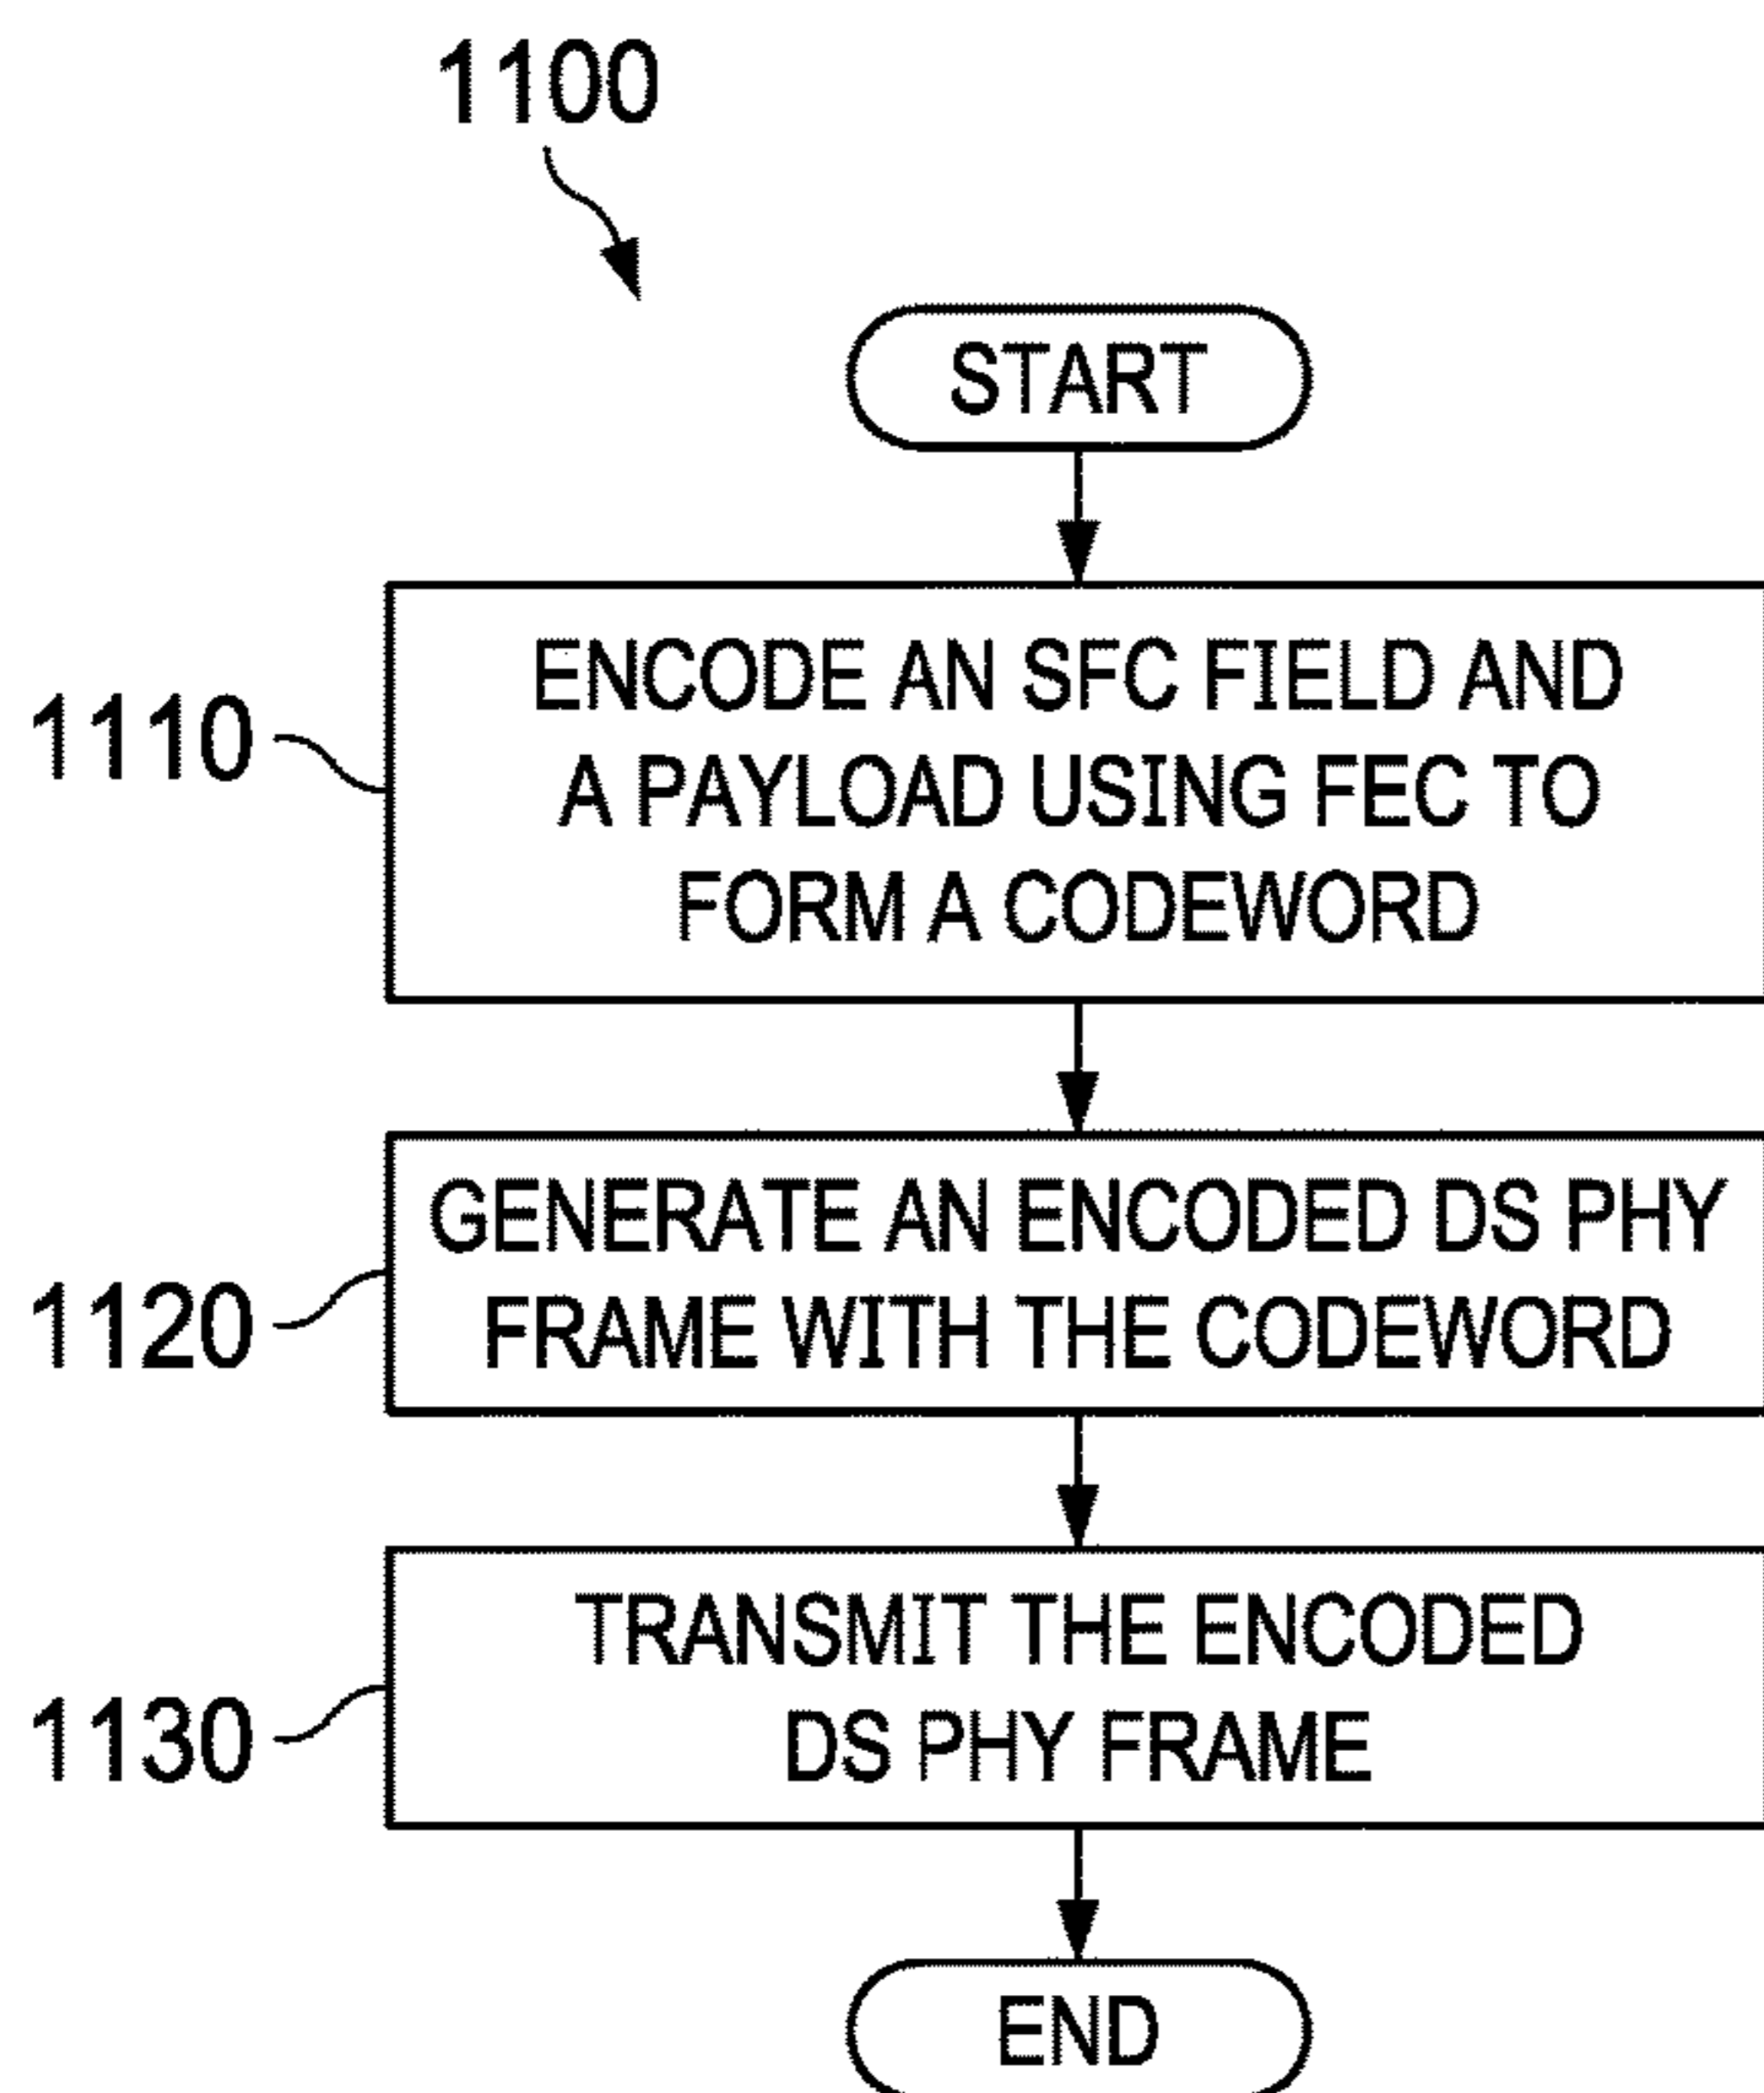 1100
START
1110
ENCODE AN SFC FIELD AND
A PAYLOAD USING FEC TO
FORM A CODEWORD
1120
GENERATE AN ENCODED DS PHY
FRAME WITH THE CODEWORD
1130
TRANSMIT THE ENCODED
DS PHY FRAME
END